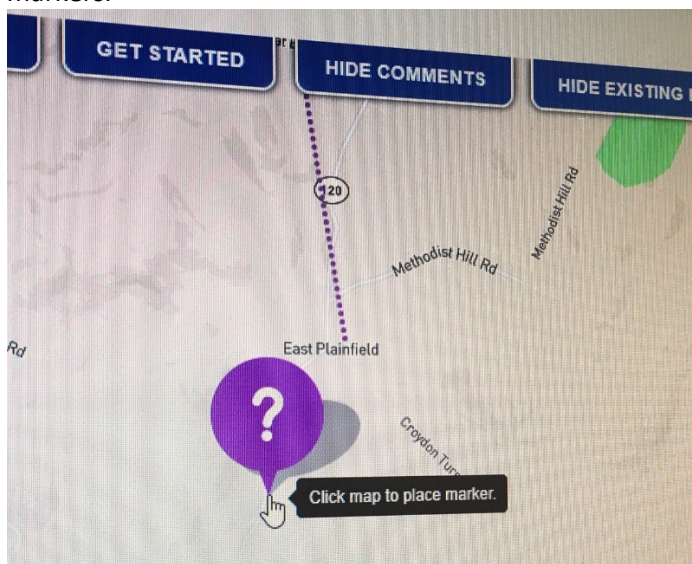 GET STARTED
HIDE COMMENTS
HIDE EXISTING
120
Methodist Hill Rd
Methodist Hill Rd
Rd
East Plainfield
?
Croydon
Click map to place marker.